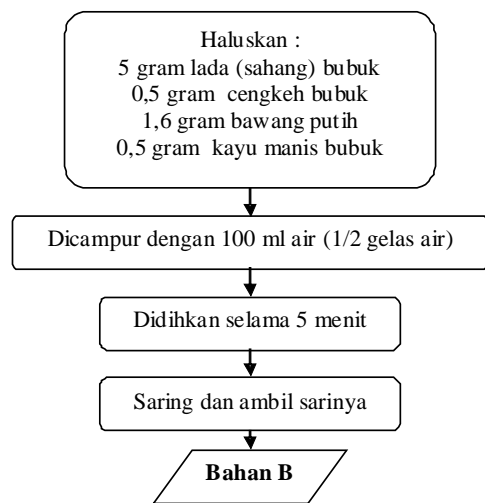 Haluskan :
5 gram lada (sahang) bubuk
0,5 gram cengkeh bubuk
1,6 gram bawang putih
0,5 gram kayu manis bubuk
Dicampur dengan 100 ml air (1/2 gelas air)
Didihkan selama 5 menit
Saring dan ambil sarinya
Bahan B